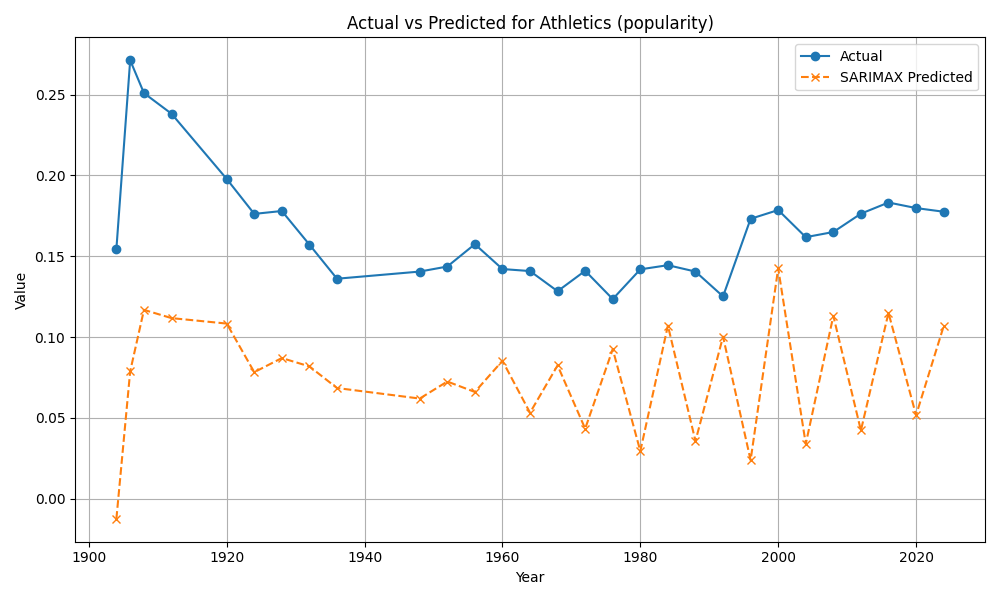 Actual vs Predicted for Athletics (popularity)
Actual
SARIMAX Predicted
Value
0.25
0.20
0.15
0.10
0.05
0.00
1900 1920 1940 1960 1980 2000 2020
Year